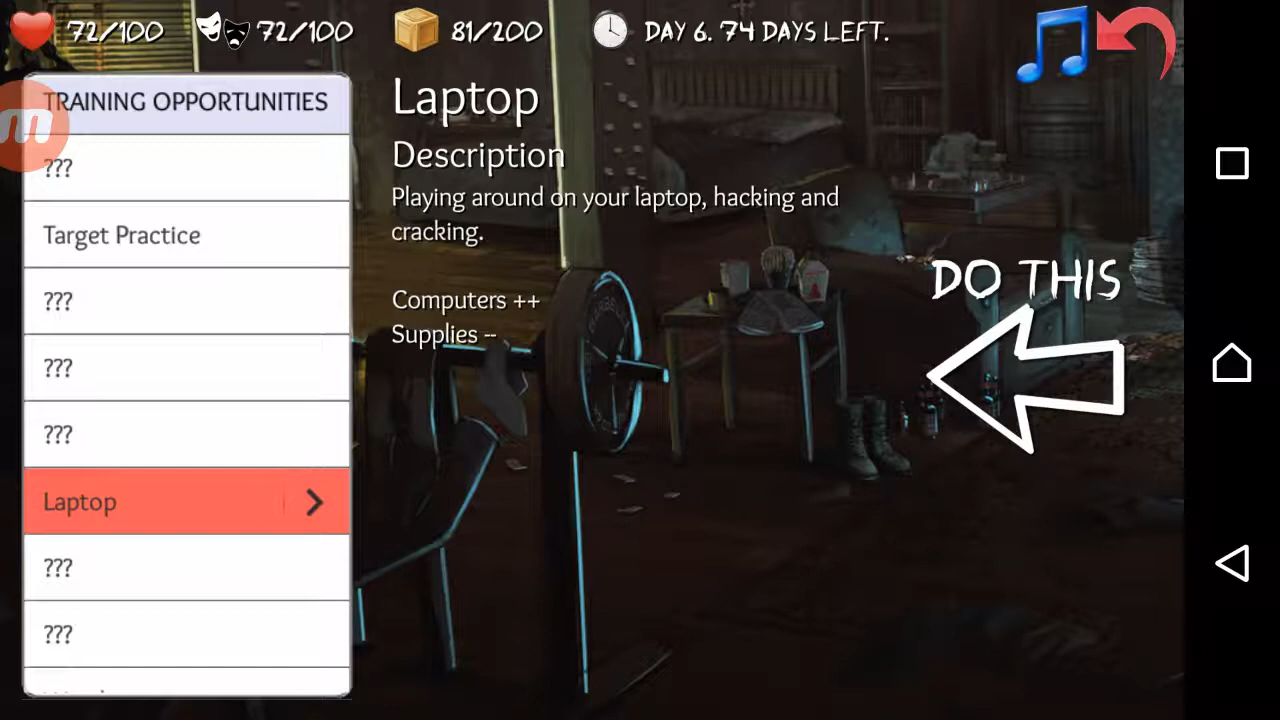 72/100 72/100 81/200 DAY 6. 74 DAYS LEFT.
TRAINING OPPORTUNITIES
???
Target Practice
???
???
???
Laptop
???
???
Laptop
Description
Playing around on your laptop, hacking and
cracking.
Computers ++
Supplies --
DO THIS